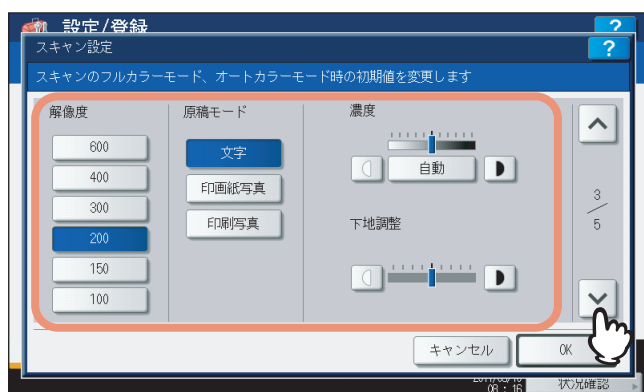 設定/登録
?
スキャン設定
?
スキャンのフルカラーモード、オートカラーモード時の初期値を変更します
解像度
600
400
300
200
150
100
原稿モード
文字
印画紙写真
印刷写真
濃度
自動
下地調整
3
5
キャンセル
OK
08:16
状況確認